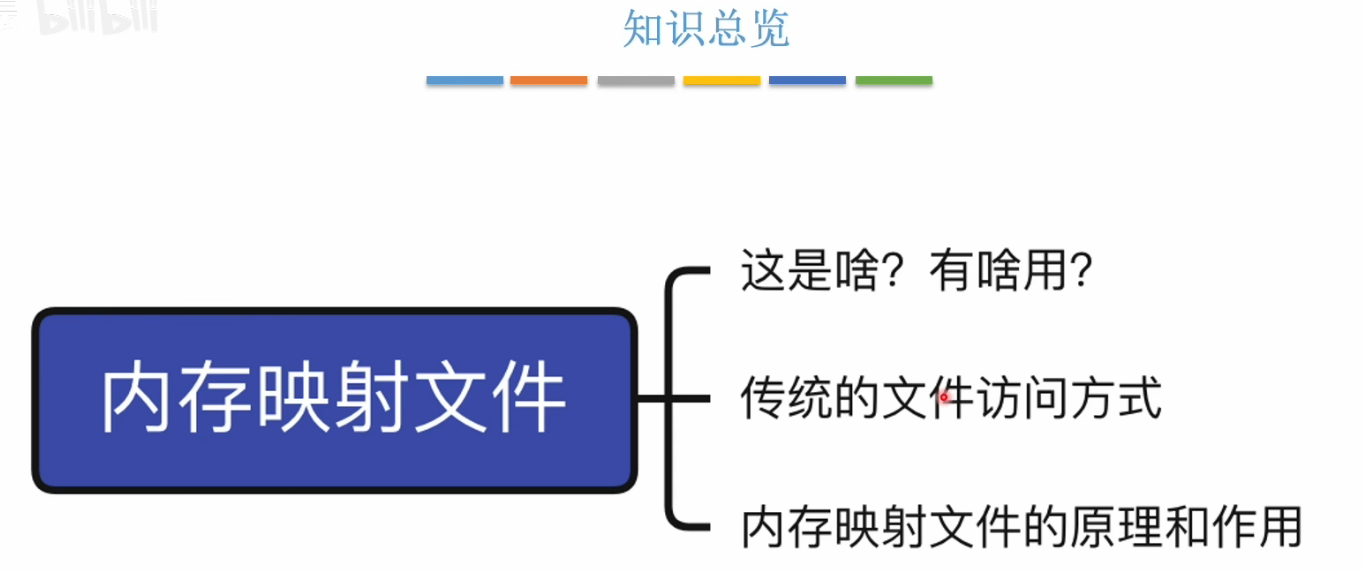 bilibili
知识总览
这是啥？有啥用？
内存映射文件
传统的文件访问方式
内存映射文件的原理和作用